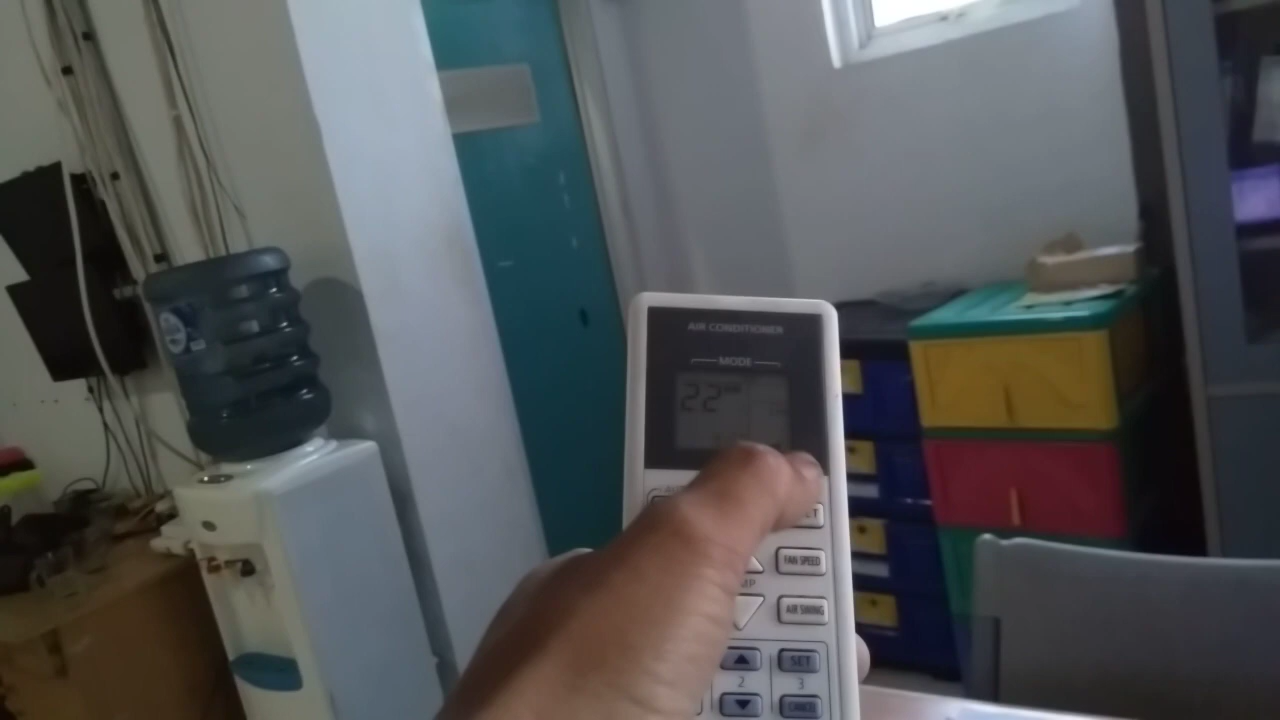 AIR CONDITIONER
MODE
22
FAN SPEED
AIR SWING
SET
2
3
CANCEL